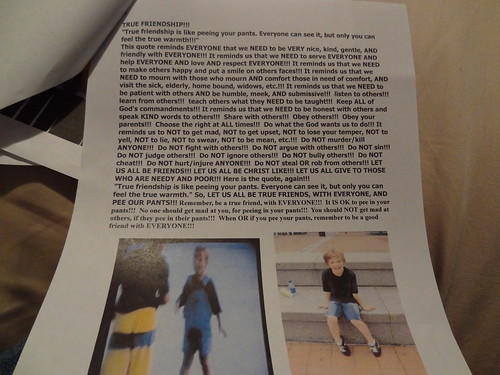 TRUE FRIENDSHIP!!!
"True friendship is like peeing your pants. Everyone can see it, but only you can
feel the true warmth!!!"
This quote reminds EVERYONE that we NEED to be VERY nice, kind, gentle, AND
friendly with EVERYONE!!! It reminds us that we NEED to serve EVERYONE AND
help EVERYONE AND love AND respect EVERYONE!!! It reminds us that we NEED
to make others happy and put a smile on others faces!!! It reminds us that we
NEED to mourn with those who mourn AND comfort those in need of comfort, AND
visit the sick, elderly, home bound, widows, etc...!!! It reminds us that we NEED to
be patient with others AND be humble, meek, AND submissive!!! listen to others!!!
learn from others!!! teach others what they NEED to be taught!!! Keep ALL of
God's commandments!!! It reminds us that we NEED to be honest with others and
speak KIND words to others!!! Share with others!!! Obey others!!! Obey your
parents!!! Choose the right at ALL times!!! Do what the God wants us to do!!! It
reminds us to NOT to get mad, NOT to get upset, NOT to lose your temper, NOT to
yell, NOT to lie, NOT to swear, NOT to be mean, etc...!!! Do NOT murder/kill
ANYONE!!! Do NOT fight with others!!! Do NOT argue with others!!! Do NOT sin!!!
Do NOT judge others!!! Do NOT ignore others!!! Do NOT bully others!!! Do NOT
cheat!!! Do NOT hurt/injure ANYONE!!! Do NOT steal OR rob from others!!! LET
US ALL BE FRIENDS!!! LET US ALL BE CHRIST LIKE!!! LET US ALL GIVE TO THOSE
WHO ARE NEEDY AND POOR!!! Here is the quote, again!!!
"True friendship is like peeing your pants. Everyone can see it, but only you can
feel the true warmth." So, LET US ALL BE TRUE FRIENDS, WITH EVERYONE, AND
PEE OUR PANTS!!! Remember, be a true friend, with EVERYONE!!! It IS OK to pee in your
pants!!! No one should get mad at you, for peeing in your pants!!! You should NOT get mad at
others, if they pee in their pants!!! When OR if you pee your pants, remember to be a good
friend with EVERYONE!!!